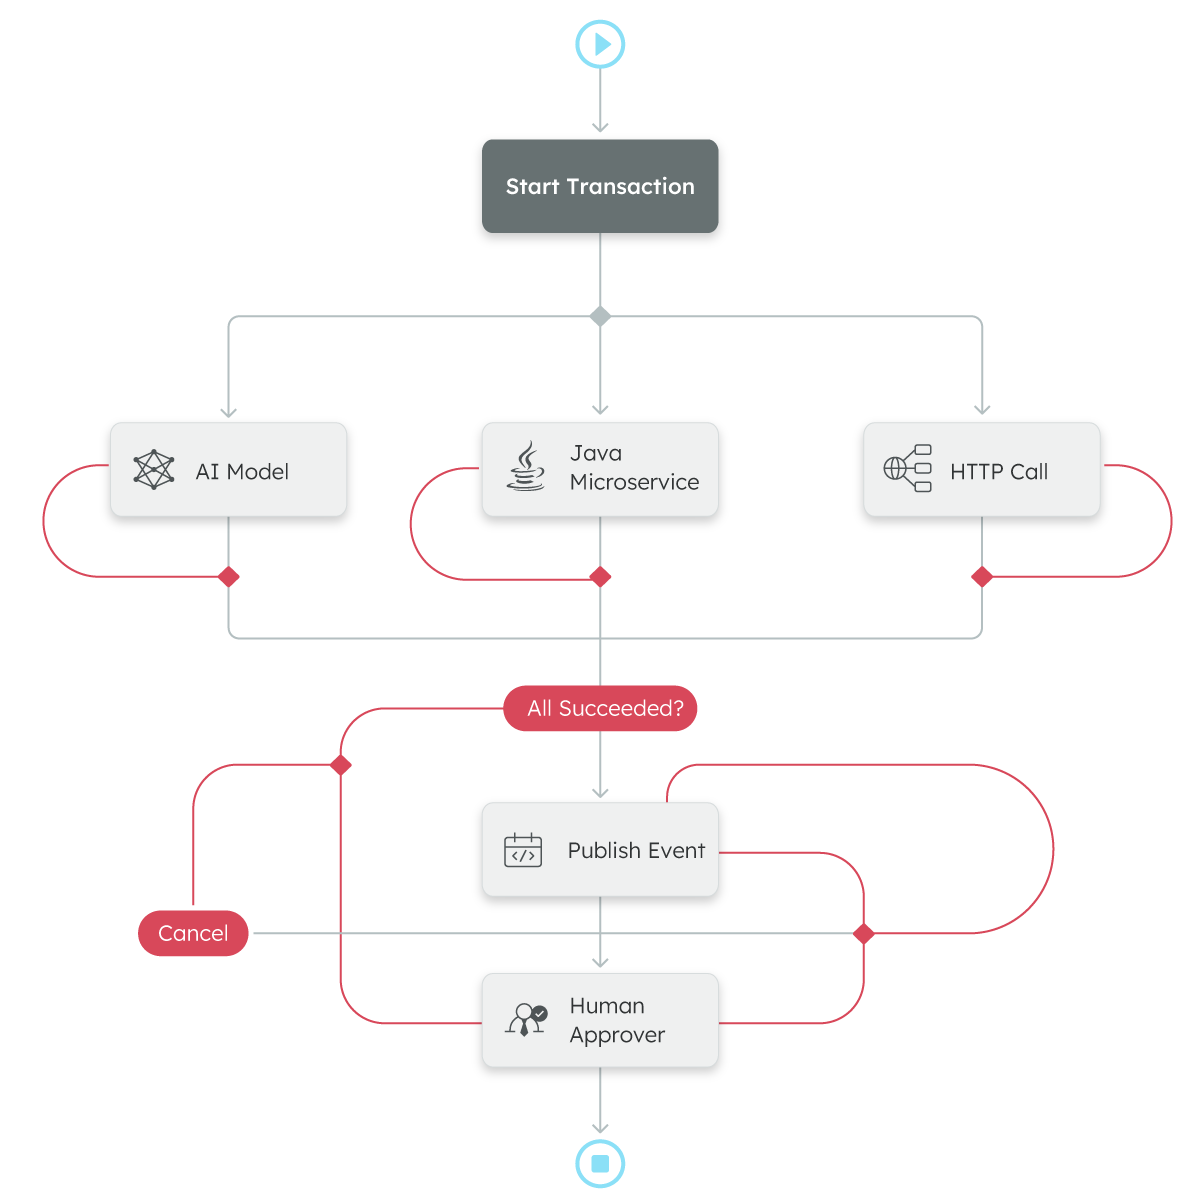 Start Transaction
AI Model
Java
Microservice
HTTP Call
All Succeeded?
Publish Event
Cancel
Human
Approver